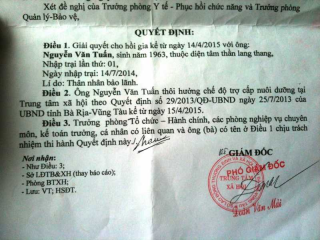 Xét đề nghị của Trưởng phòng Y tế - Phục hồi chức năng và Trưởng phòng
Quản lý-Bảo vệ,
QUYẾT ĐỊNH:
Điều 1. Giải quyết cho hồi gia kể từ ngày 14/4/2015 với ông:
Nguyễn Văn Tuấn, sinh năm 1963, thuộc diện tâm thần lang thang,
Nhập trại lần thứ: 01,
Ngày nhập trại: 14/7/2014,
Lí do: Thân nhân bảo lãnh.
Điều 2. Ông Nguyễn Văn Tuấn thôi hưởng chế độ trợ cấp nuôi dưỡng tại
Trung tâm xã hội theo Quyết định số 29/2013/QĐ-UBND ngày 25/7/2013 của
UBND tỉnh Bà Rịa-Vũng Tàu kể từ ngày 15/4/2015.
Điều 3. Trưởng phòng Tổ chức – Hành chính, các phòng nghiệp vụ chuyên
môn, kế toán trưởng, cá nhân có liên quan và ông (bà) có tên ở Điều 1 chịu trách
nhiệm thi hành Quyết định này./.
Nơi nhận:
- Như Điều 3;
- Sở LĐTB&XH (thay báo cáo);
- Phòng BTXH;
- Lưu: VT; HSĐT.
GIÁM ĐỐC
PHÓ GIÁM ĐỐC
TRUNG TÂM
XÃ HỘI
Trần Văn Mùi